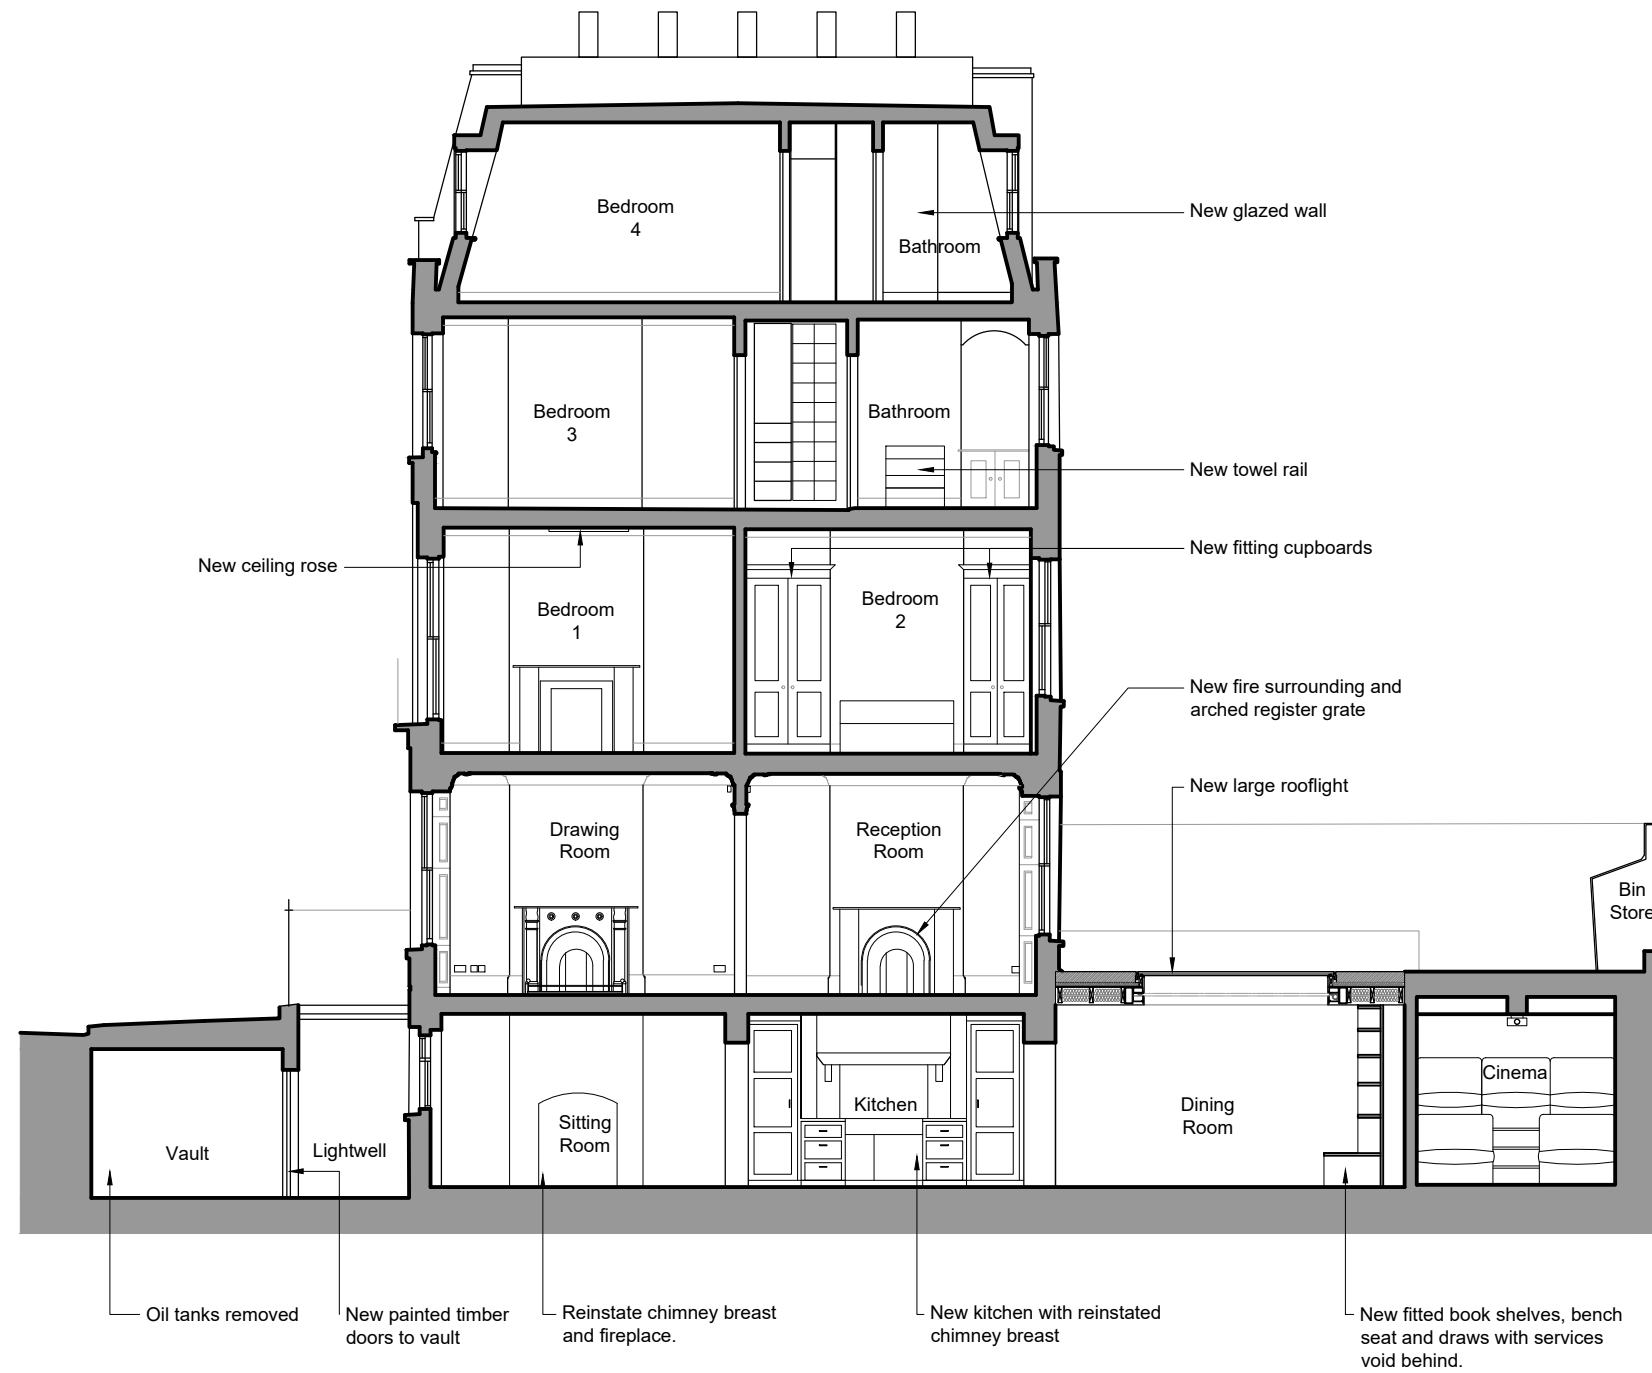 Bedroom
4
New glazed wall
Bathroom
Bedroom
3
Bathroom
New towel rail
New ceiling rose
New fitting cupboards
Bedroom
1
Bedroom
2
New fire surrounding and
arched register grate
New large rooflight
Drawing
Room
Reception
Room
Bin
Store
Vault
Lightwell
Sitting
Room
Kitchen
Dining
Room
Cinema
Oil tanks removed
New painted timber
doors to vault
Reinstate chimney breast
and fireplace.
New kitchen with reinstated
chimney breast
New fitted book shelves, bench
seat and draws with services
void behind.